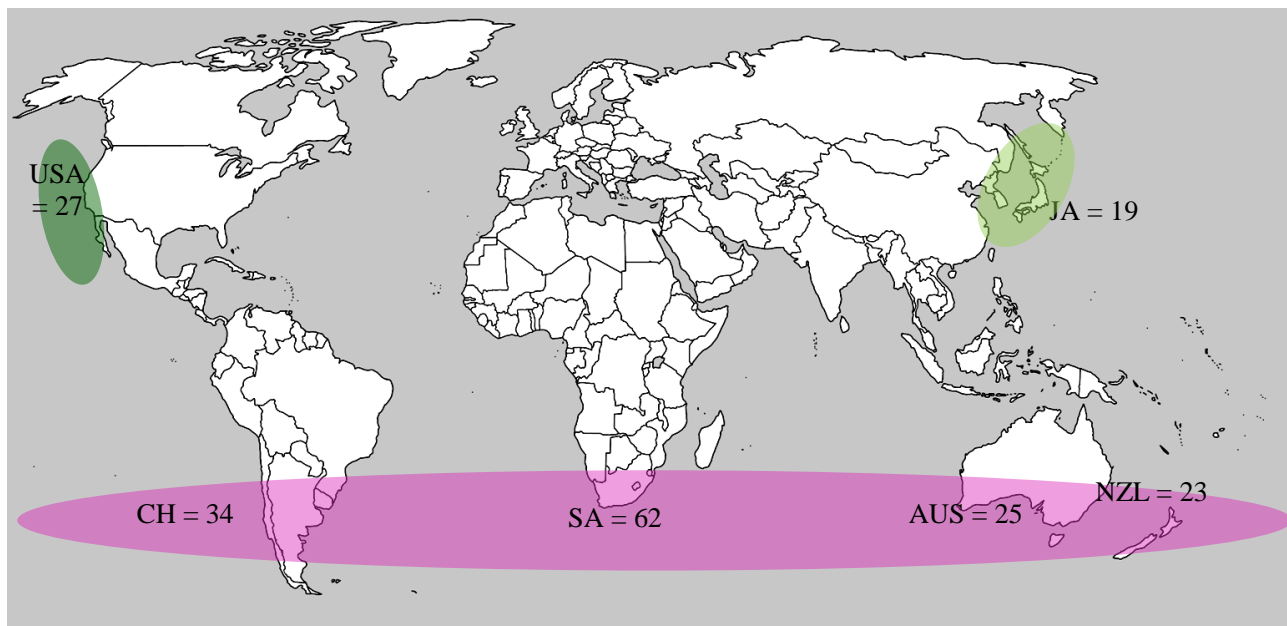 USA
= 27
JA = 19
CH = 34
SA = 62
AUS = 25
NZL = 23